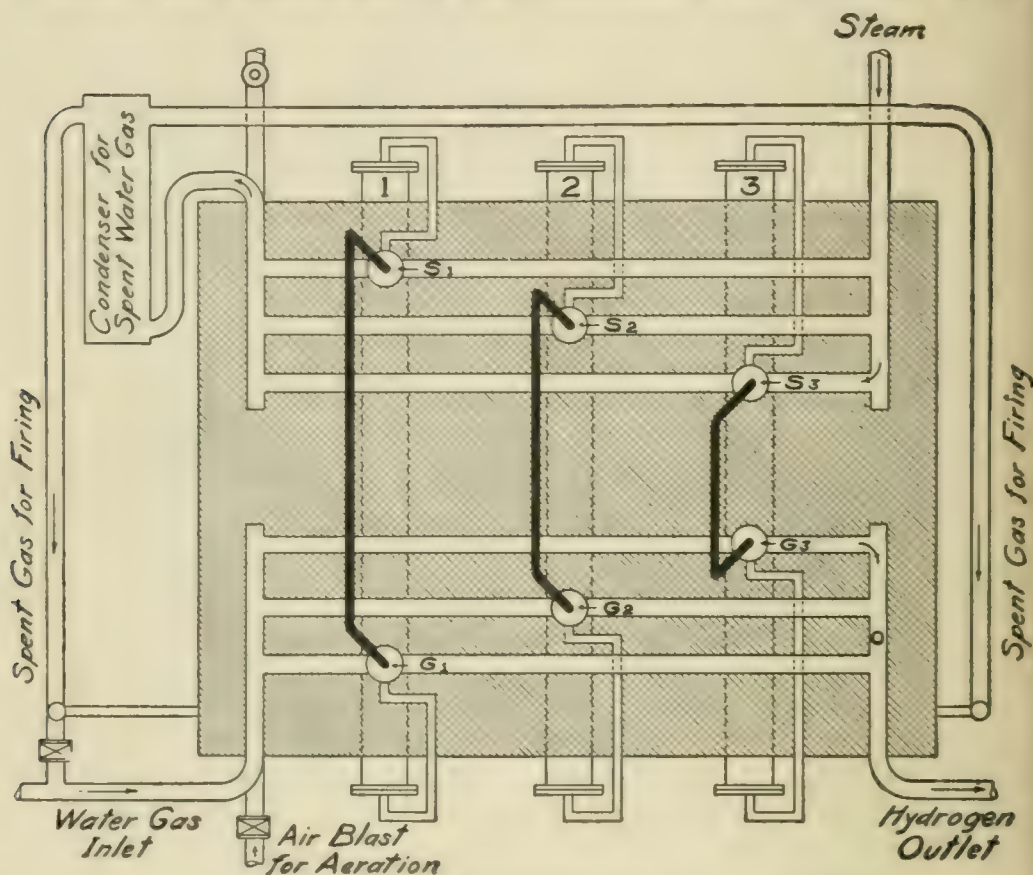 Steam
Condenser for
Spent Water Gas
1
2
3
S1
S2
S3
Spent Gas for Firing
Spent Gas for Firing
G3
G2
G1
Water Gas
Inlet
Air Blast
for Aeration
Hydrogen
Outlet